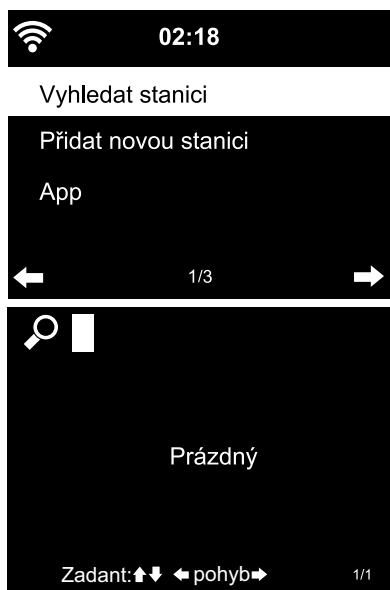 02:18
Vyhledat stanici
Přidat novou stanici
App
1/3
Prázdný
Zadant: pohyb 1/1